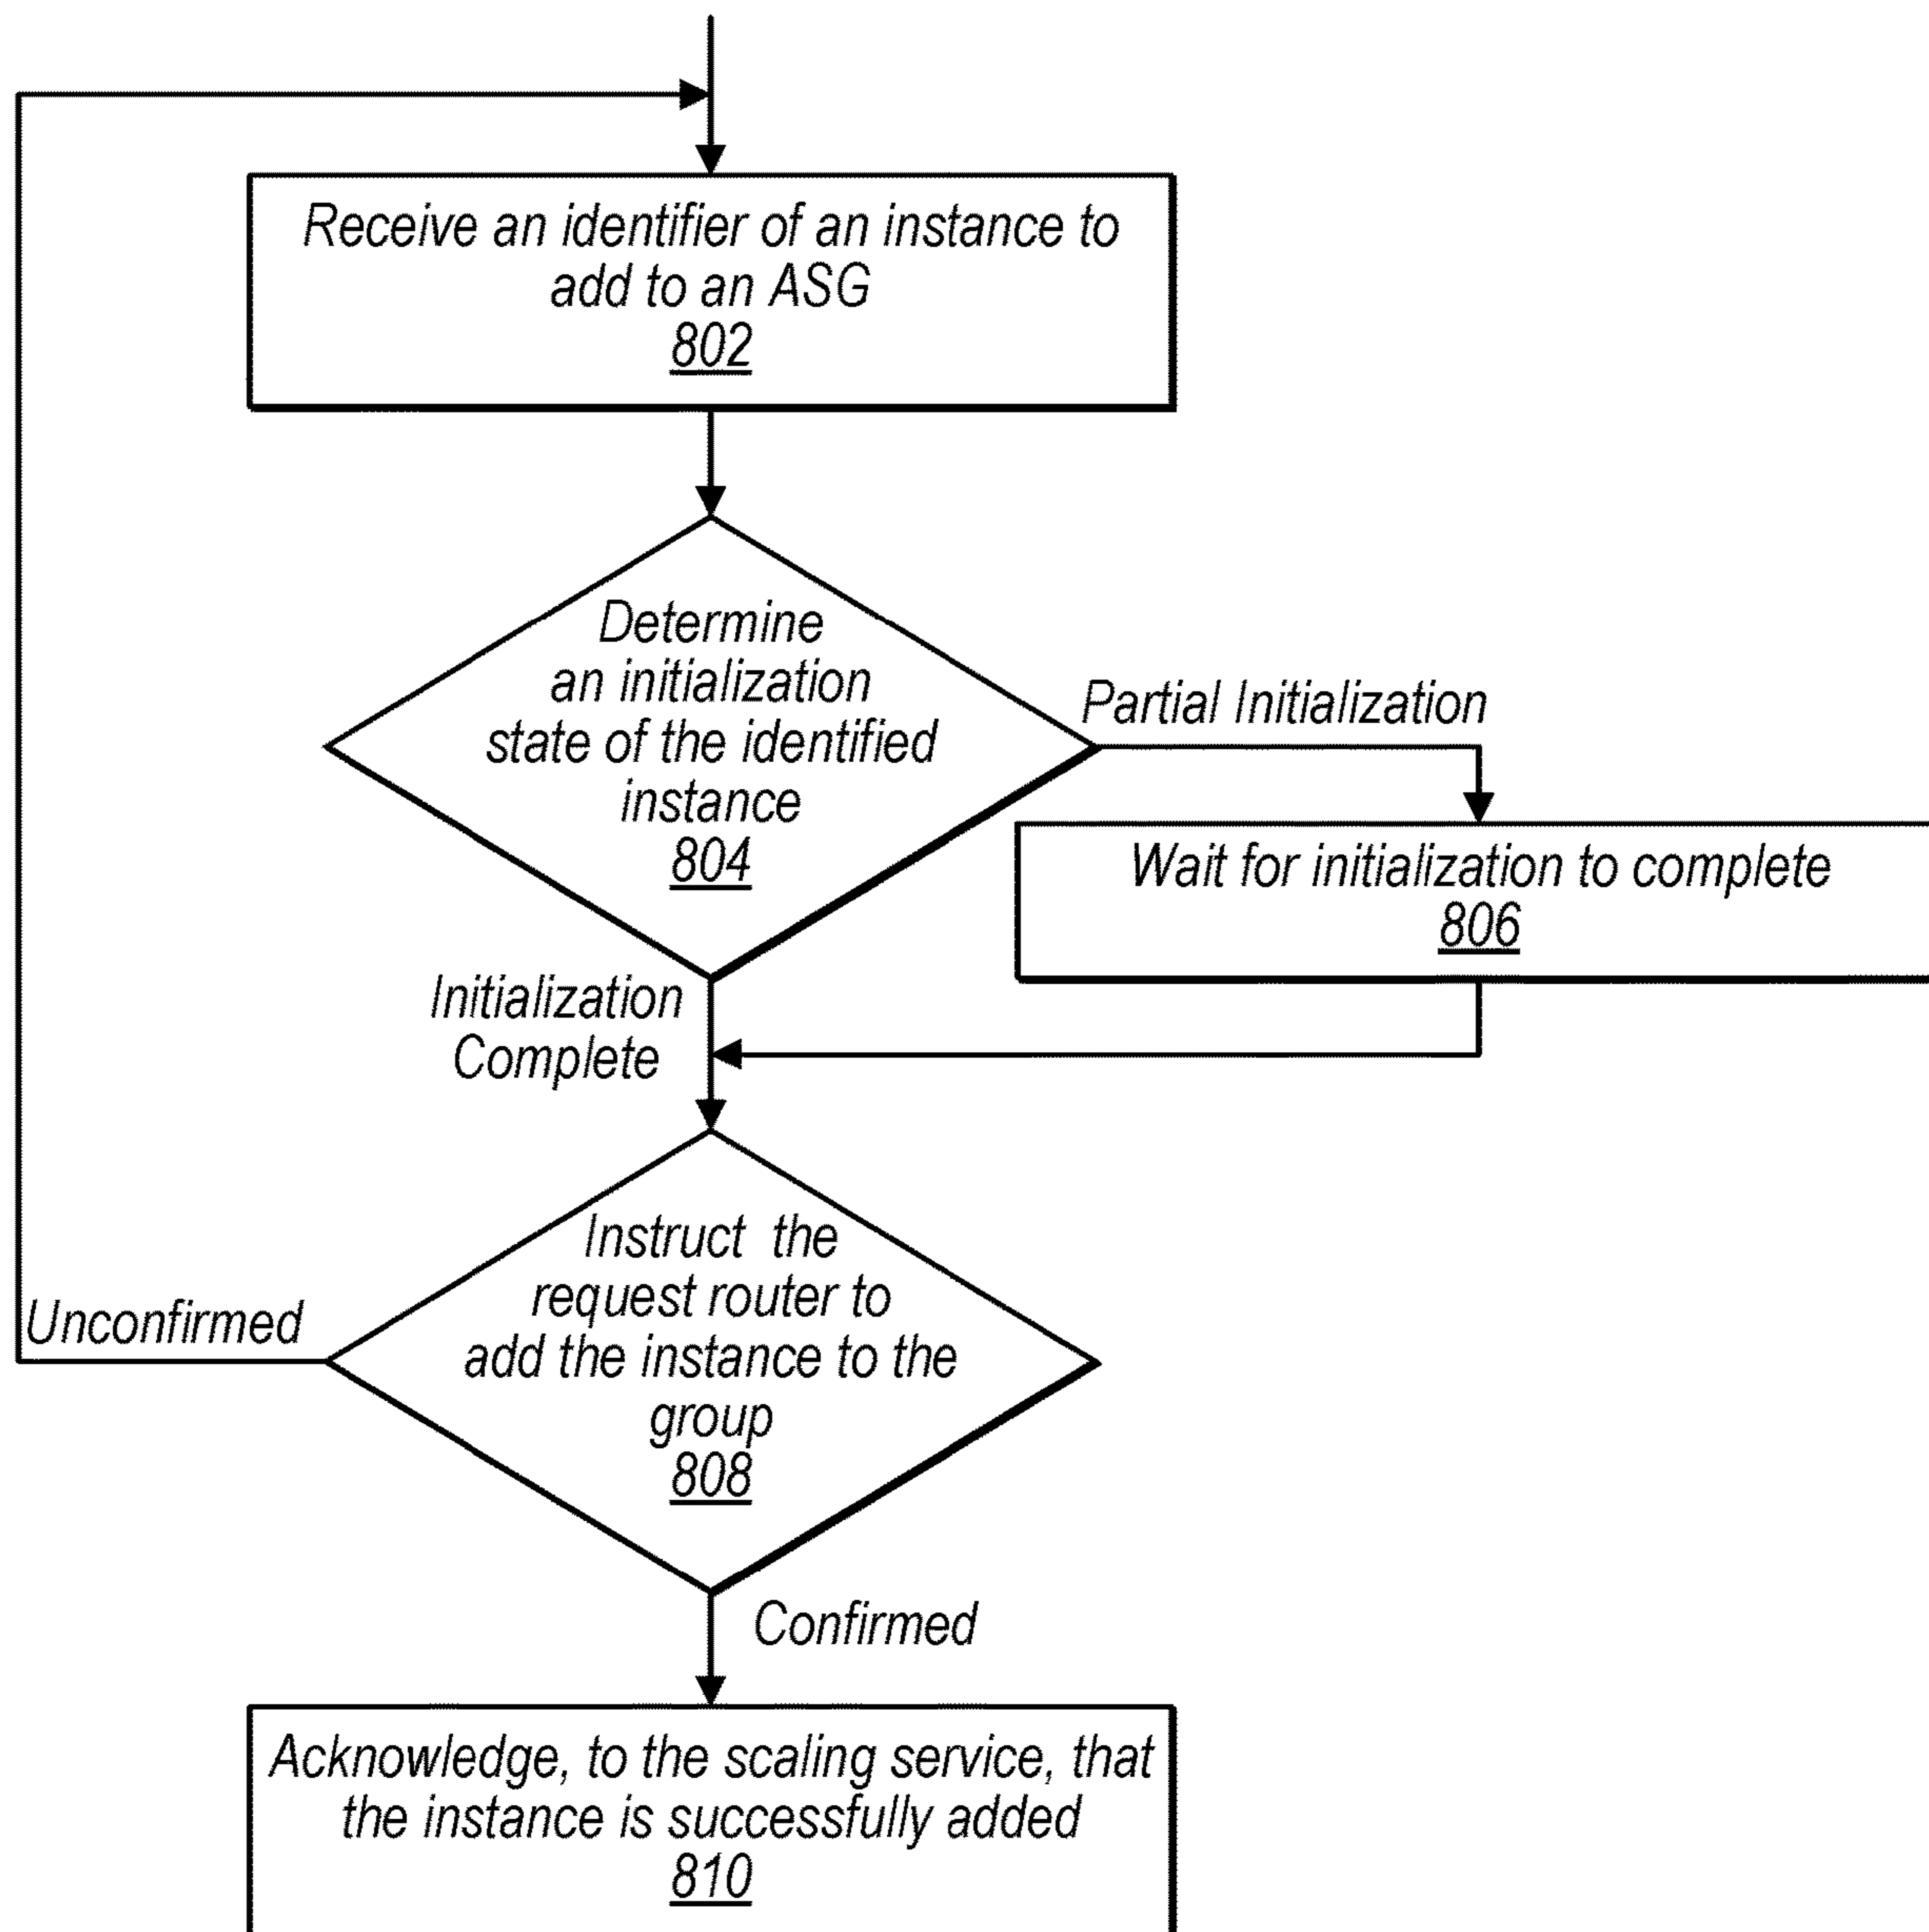 Receive an identifier of an instance to
add to an ASG
802
Determine
an initialization
state of the identified
instance
804
Partial Initialization
Wait for initialization to complete
806
Initialization
Complete
Instruct the
request router to
add the instance to the
group
808
Unconfirmed
Confirmed
Acknowledge, to the scaling service, that
the instance is successfully added
810